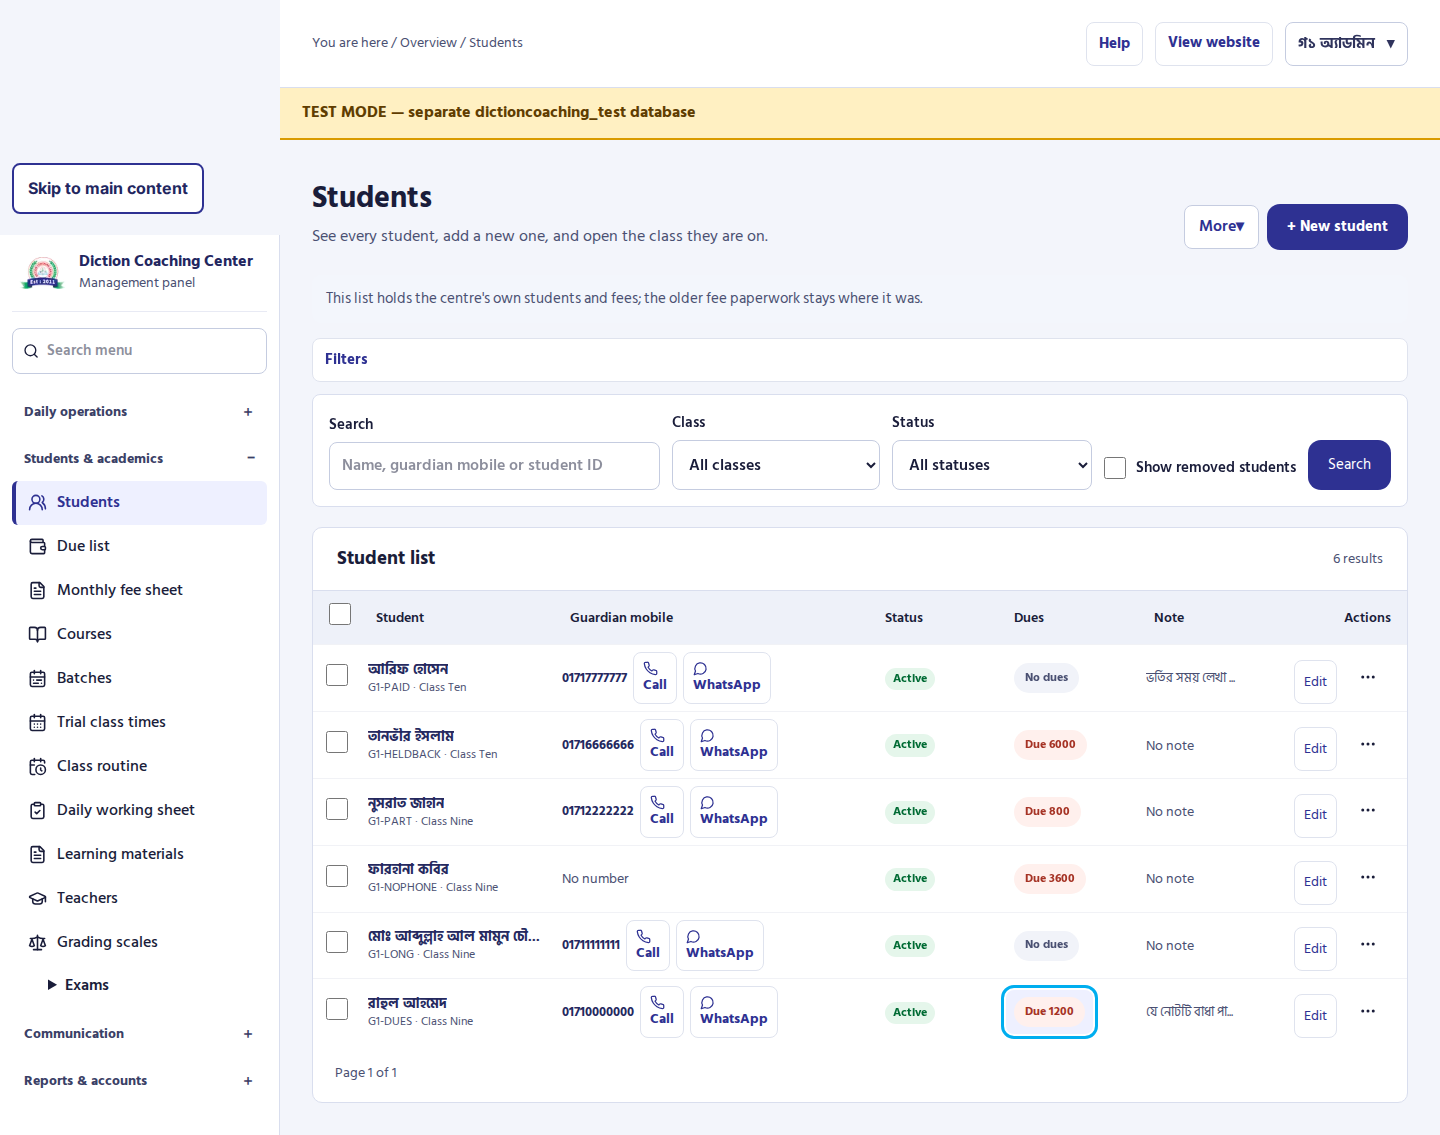 You are here / Overview / Students
Help
View website
গ১ অ্যাডমিন ▼
TEST MODE — separate dictioncoaching_test database
Skip to main content
Diction Coaching Center
Management panel
Est : 2011
Search menu
Daily operations +
Students & academics −
Students
Due list
Monthly fee sheet
Courses
Batches
Trial class times
Class routine
Daily working sheet
Learning materials
Teachers
Grading scales
▶ Exams
Communication +
Reports & accounts +
Students
See every student, add a new one, and open the class they are on.
More▾
+ New student
This list holds the centre's own students and fees; the older fee paperwork stays where it was.
Filters
Search
Class
Status
Name, guardian mobile or student ID
All classes
All statuses
Show removed students
Search
Student list
6 results
Student Guardian mobile Status Dues Note Actions
আরিফ হোসেন
G1-PAID · Class Ten
01717777777
Call
WhatsApp
Active
No dues
ভর্তির সময় লেখা ...
Edit
...
তানভীর ইসলাম
G1-HELDBACK · Class Ten
01716666666
Call
WhatsApp
Active
Due 6000
No note
Edit
...
নুসরাত জাহান
G1-PART · Class Nine
01712222222
Call
WhatsApp
Active
Due 800
No note
Edit
...
ফারহানা কবির
G1-NOPHONE · Class Nine
No number
Active
Due 3600
No note
Edit
...
মোঃ আব্দুল্লাহ আল মামুন চৌ...
G1-LONG · Class Nine
01711111111
Call
WhatsApp
Active
No dues
No note
Edit
...
রাহুল আহমেদ
G1-DUES · Class Nine
01710000000
Call
WhatsApp
Active
Due 1200
যে নোটটি বাধা পা...
Edit
...
Page 1 of 1